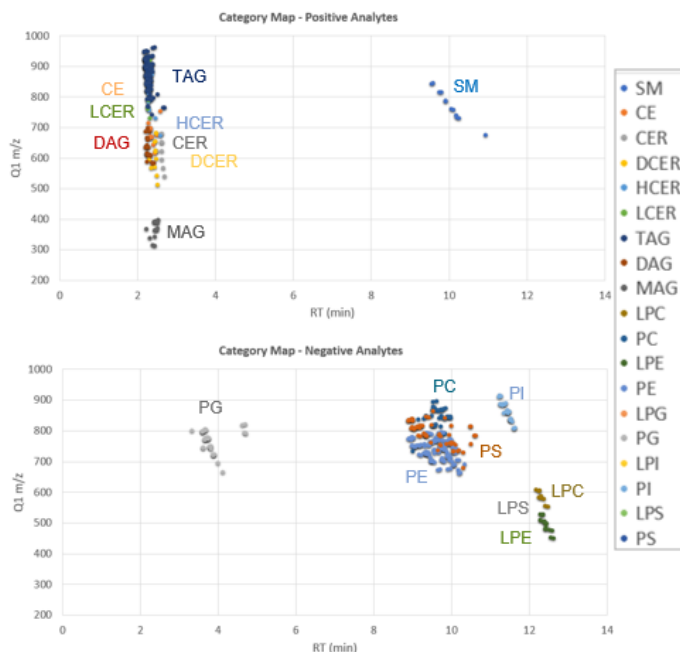 Category Map - Positive Analytes
1000
900
800
700
600
500
400
300
200
Q1 m/z
0
2
4
6
8
10
12
14
RT (min)
TAG
CE
LCER
HCER
DAG
CER
DCER
MAG
SM
Category Map - Negative Analytes
1000
900
800
700
600
500
400
300
200
Q1 m/z
0
2
4
6
8
10
12
14
RT (min)
PG
PC
PI
PS
PE
LPC
LPS
LPE
SM
CE
CER
DCER
HCER
LCER
TAG
DAG
MAG
LPC
PC
LPE
PE
LPG
PG
LPI
PI
LPS
PS